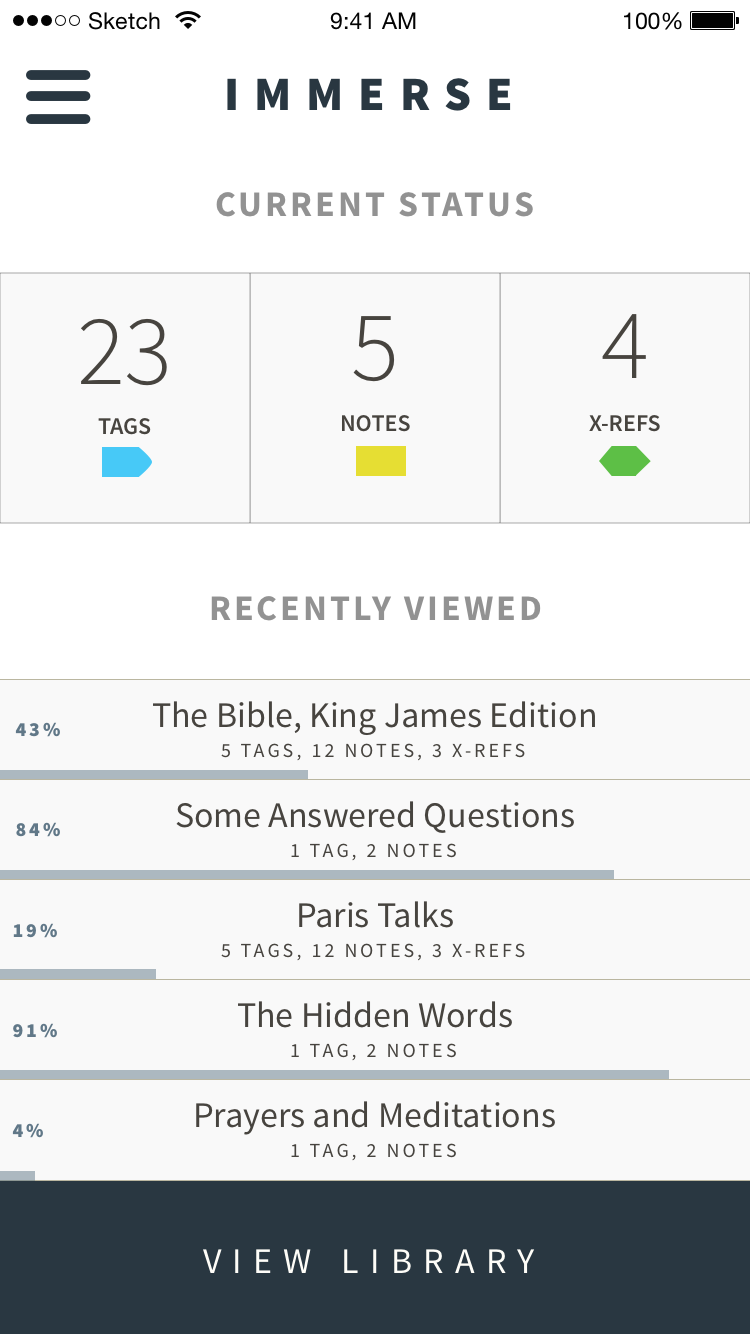 Sketch 9:41 AM 100%
IMMERSE
CURRENT STATUS
23 5 4
TAGS NOTES X-REFS
RECENTLY VIEWED
The Bible, King James Edition
43%
5 TAGS, 12 NOTES, 3 X-REFS
Some Answered Questions
84%
1 TAG, 2 NOTES
Paris Talks
19%
5 TAGS, 12 NOTES, 3 X-REFS
The Hidden Words
91%
1 TAG, 2 NOTES
Prayers and Meditations
4%
1 TAG, 2 NOTES
VIEW LIBRARY